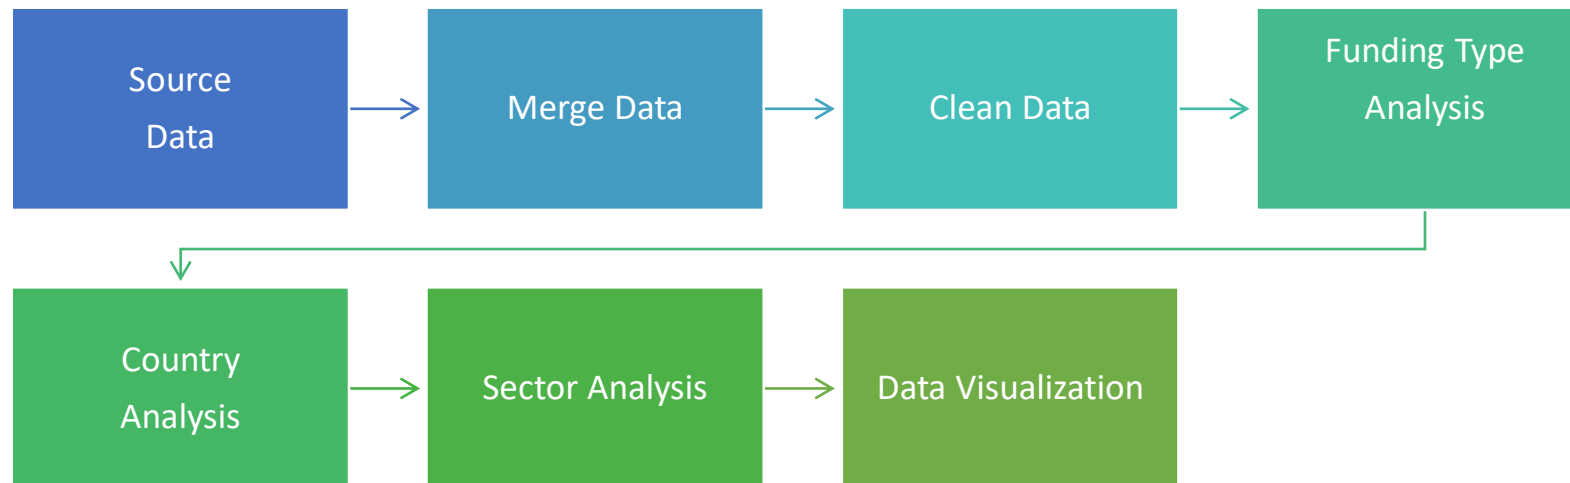 Source
Data
Merge Data
Clean Data
Funding Type
Analysis
Country
Analysis
Sector Analysis
Data Visualization